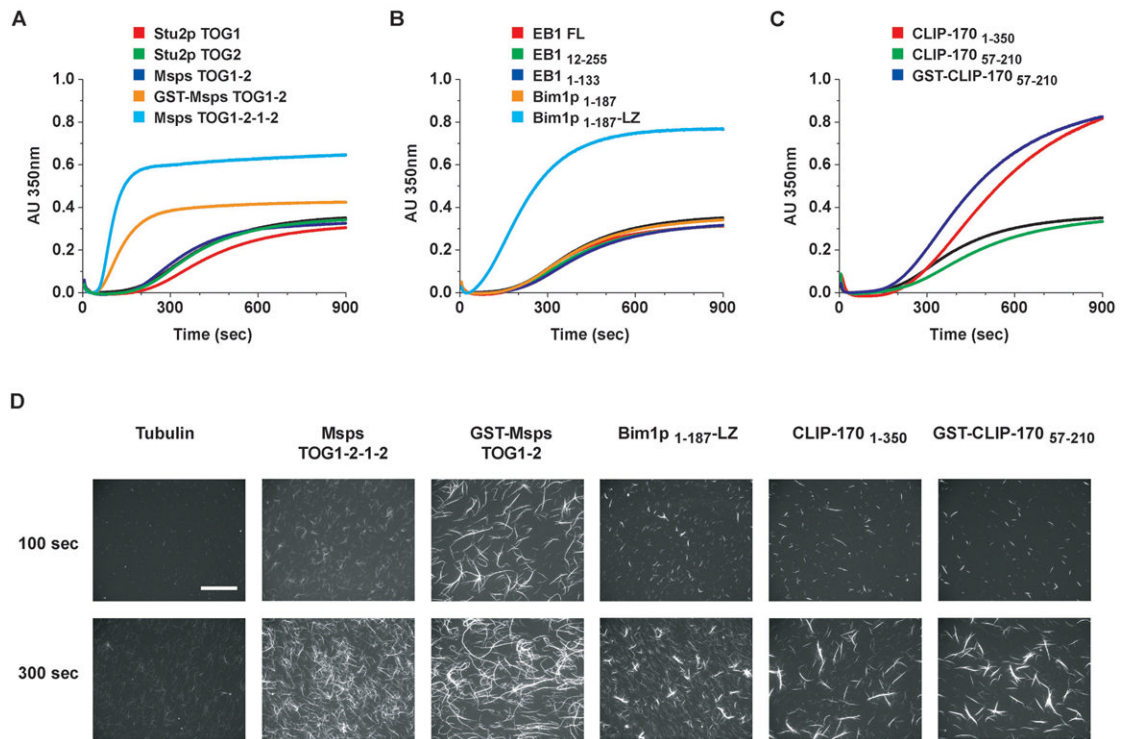 A
Stu2p TOG1
Stu2p TOG2
Msps TOG1-2
GST-Msps TOG1-2
Msps TOG1-2-1-2
1.0
0.8
0.6
0.4
0.2
0.0
AU 350nm
0
300
600
900
Time (sec)
B
EB1 FL
EB1 12-255
EB1 1-133
Bim1p 1-187
Bim1p 1-187-LZ
1.0
0.8
0.6
0.4
0.2
0.0
AU 350nm
0
300
600
900
Time (sec)
C
CLIP-170 1-350
CLIP-170 57-210
GST-CLIP-170 57-210
1.0
0.8
0.6
0.4
0.2
0.0
AU 350nm
0
300
600
900
Time (sec)
D
Tubulin
Msps
TOG1-2-1-2
GST-Msps
TOG1-2
Bim1p 1-187-LZ
CLIP-170 1-350
GST-CLIP-170 57-210
100 sec
300 sec